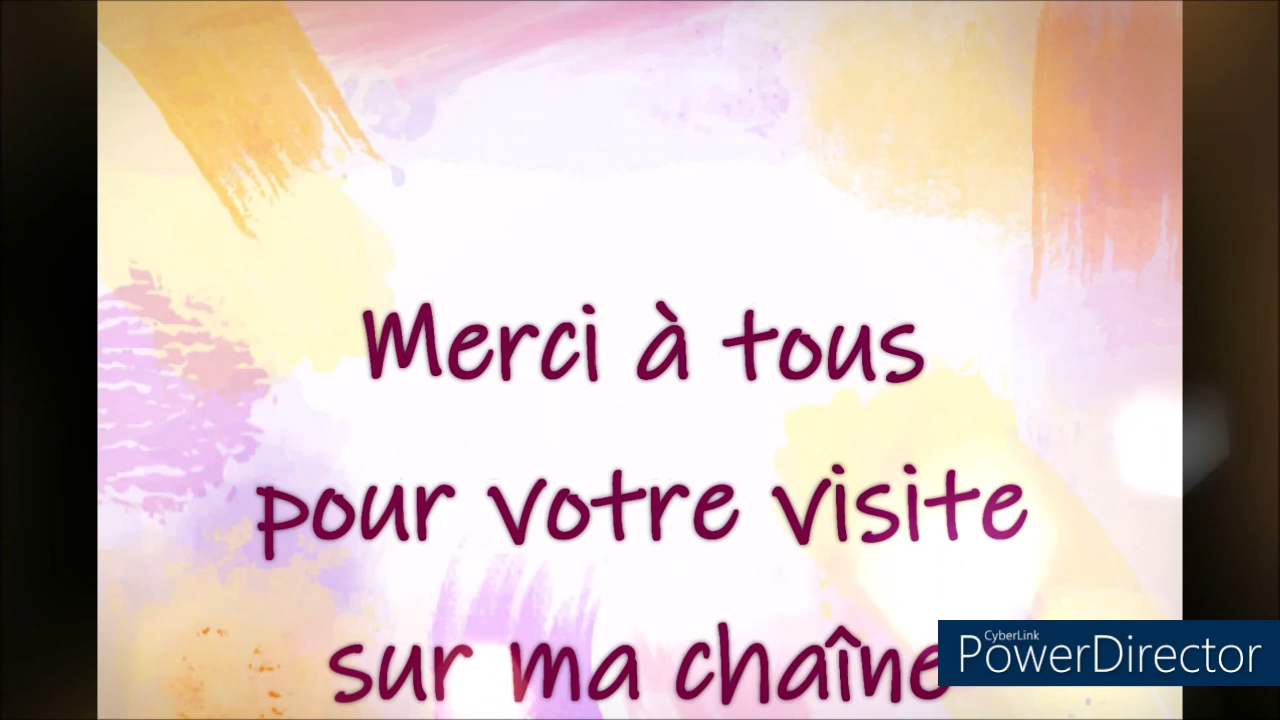 Merci à tous
pour votre visite
sur ma chaîne
CyberLink
PowerDirector